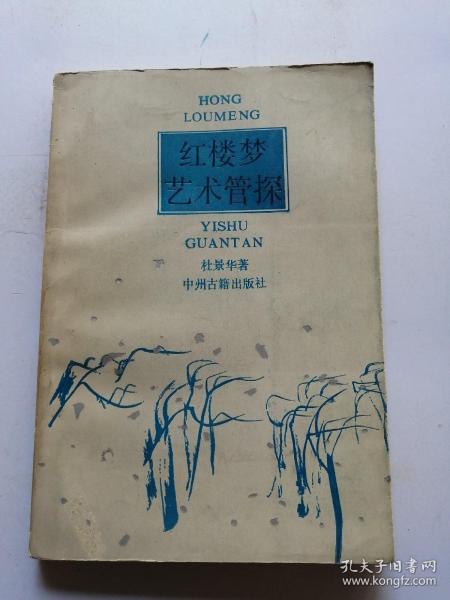 HONG
LOUMENG
红楼梦
艺术管探
YISHU
GUANTAN
杜景华著
中州古籍出版社
孔夫子旧书网
www.kongfz.com